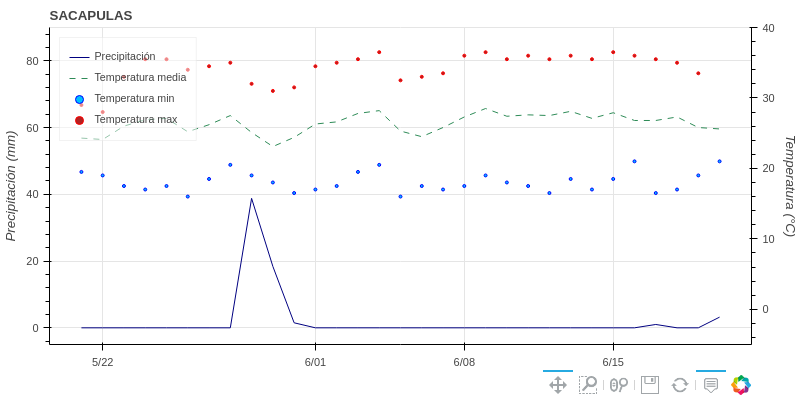 SACAPULAS
Precipitación
Temperatura media
Temperatura min
Temperatura max
Precipitación (mm)
80
60
40
20
0
Temperatura (°C)
40
30
20
10
0
5/22
6/01
6/08
6/15